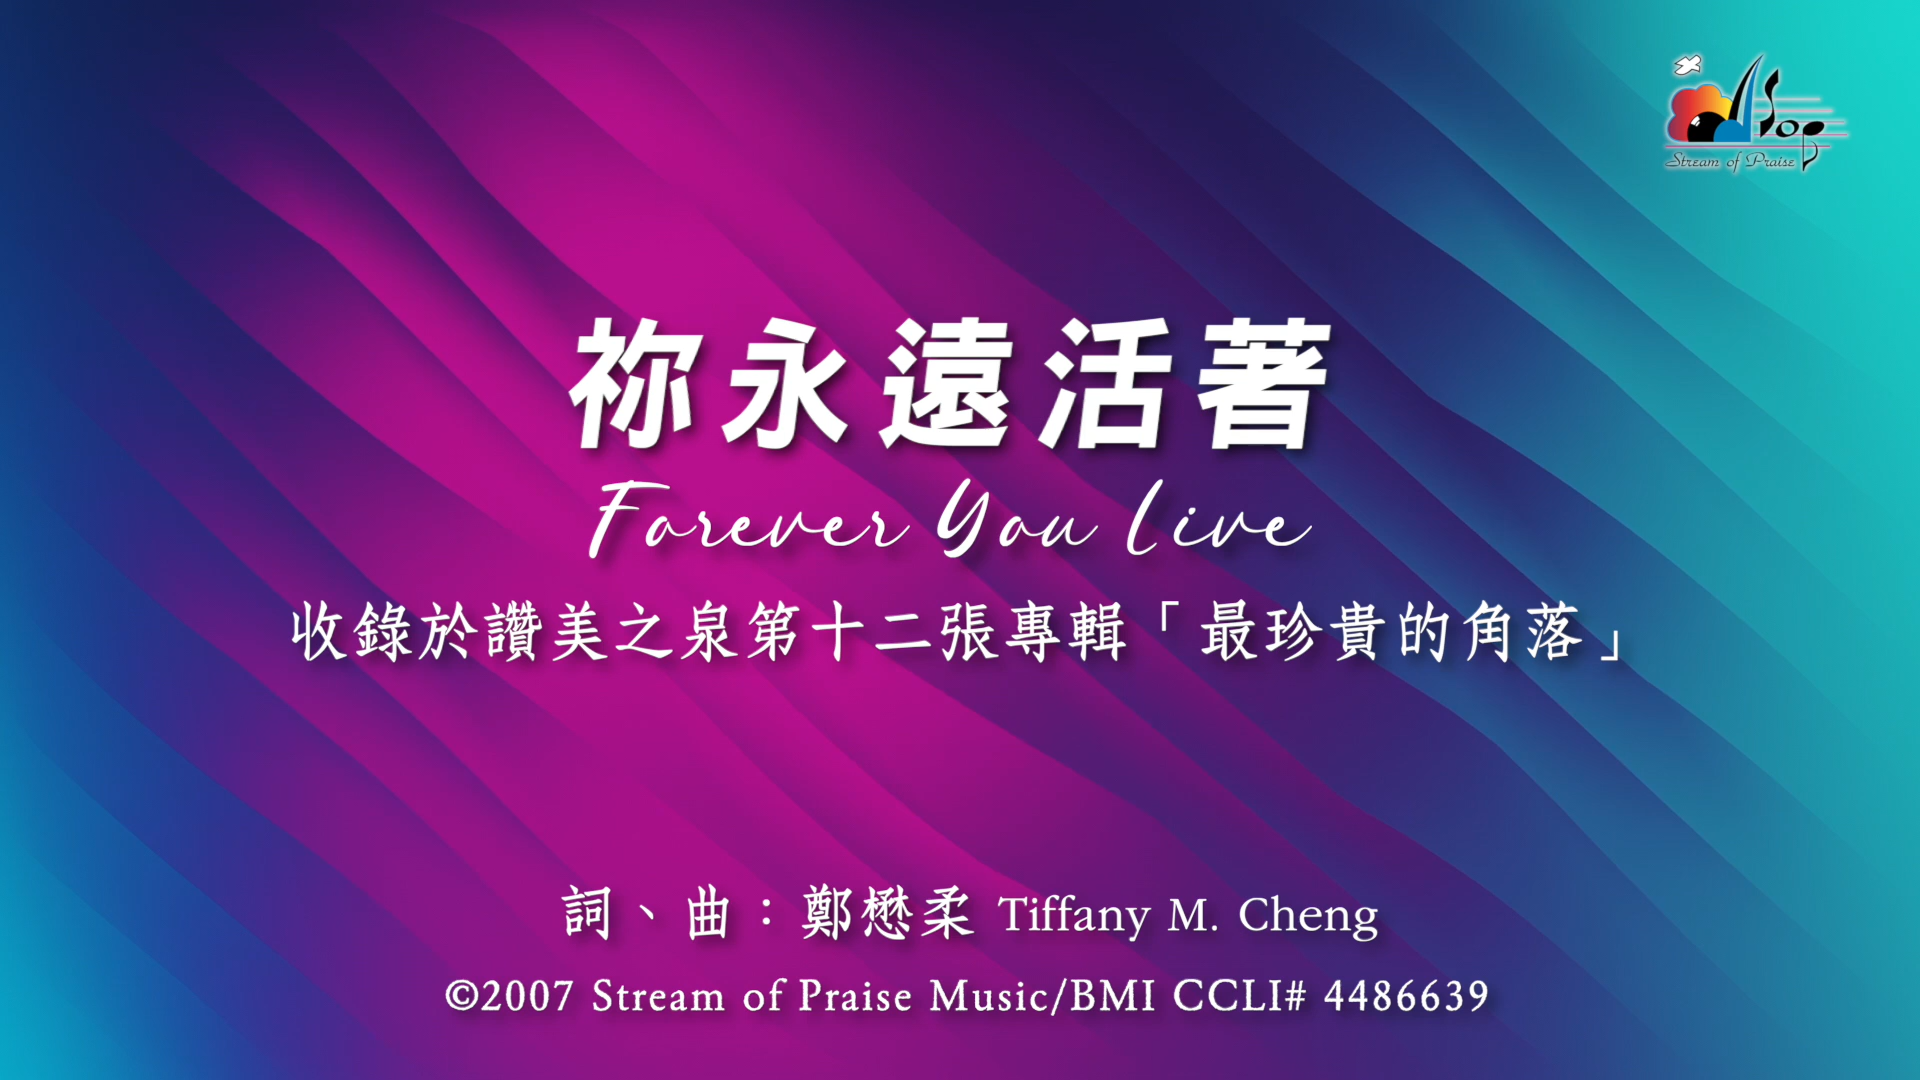 Sop
Stream of Praise
祢永遠活著
Forever You Live
收錄於讚美之泉第十二張專輯「最珍貴的角落」
詞、曲：鄭懋柔 Tiffany M. Cheng
©2007 Stream of Praise Music/BMI CCLI# 4486639